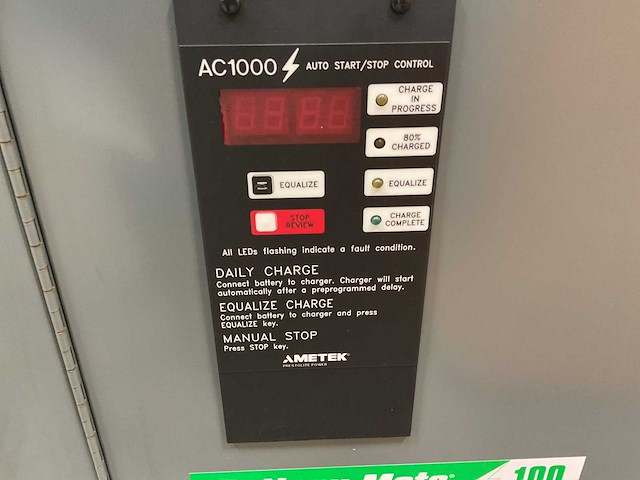 AC1000 AUTO START/STOP CONTROL
CHARGE
IN
PROGRESS
80%
CHARGED
EQUALIZE
EQUALIZE
STOP
REVIEW
CHARGE
COMPLETE
All LEDs flashing indicate a fault condition.
DAILY CHARGE
Connect battery to charger. Charger will start
automatically after a preprogrammed delay.
EQUALIZE CHARGE
Connect battery to charger and press
EQUALIZE key.
MANUAL STOP
Press STOP key.
AMETEK
PRESTOLITE POWER
Mate 100